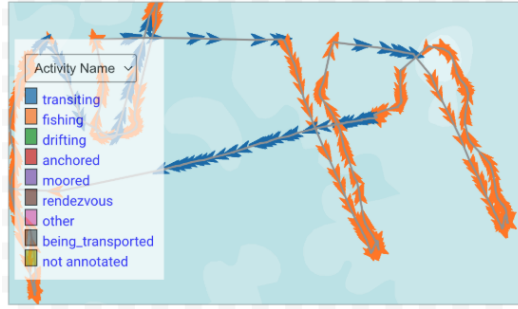 Activity Name
transiting
fishing
drifting
anchored
moored
rendezvous
other
being_transported
not annotated